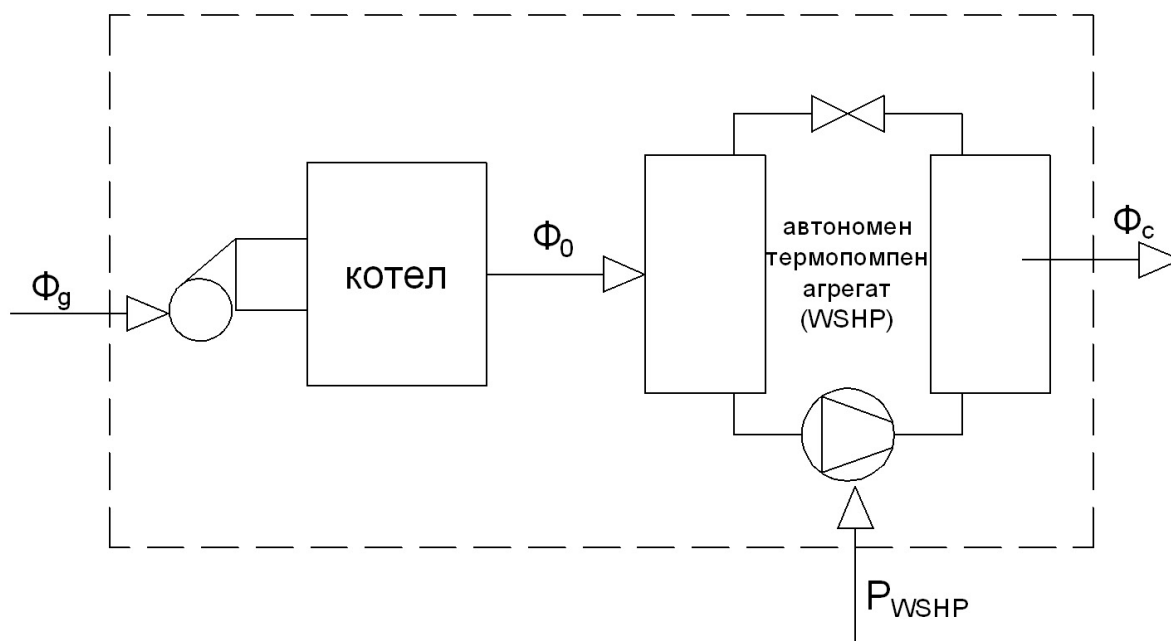 Φg
котел
Φ0
автономен
термопомпен
агрегат
(WSHP)
Φc
PWSHP